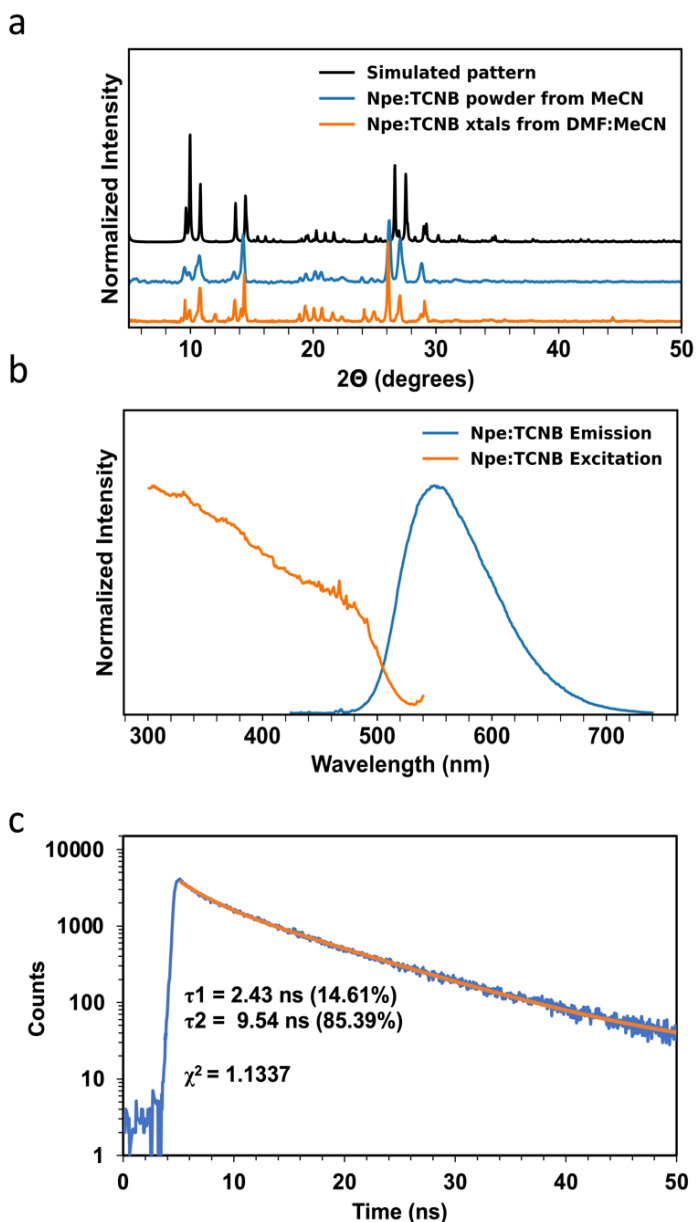 a
Simulated pattern
Npe:TCNB powder from MeCN
Npe:TCNB xtals from DMF:MeCN
Normalized Intensity
10 20 30 40 50
2Θ (degrees)
b
Npe:TCNB Emission
Npe:TCNB Excitation
Normalized Intensity
300 400 500 600 700
Wavelength (nm)
c
10000
1000
100
10
1
Counts
τ1 = 2.43 ns (14.61%)
τ2 = 9.54 ns (85.39%)
χ² = 1.1337
0 10 20 30 40 50
Time (ns)